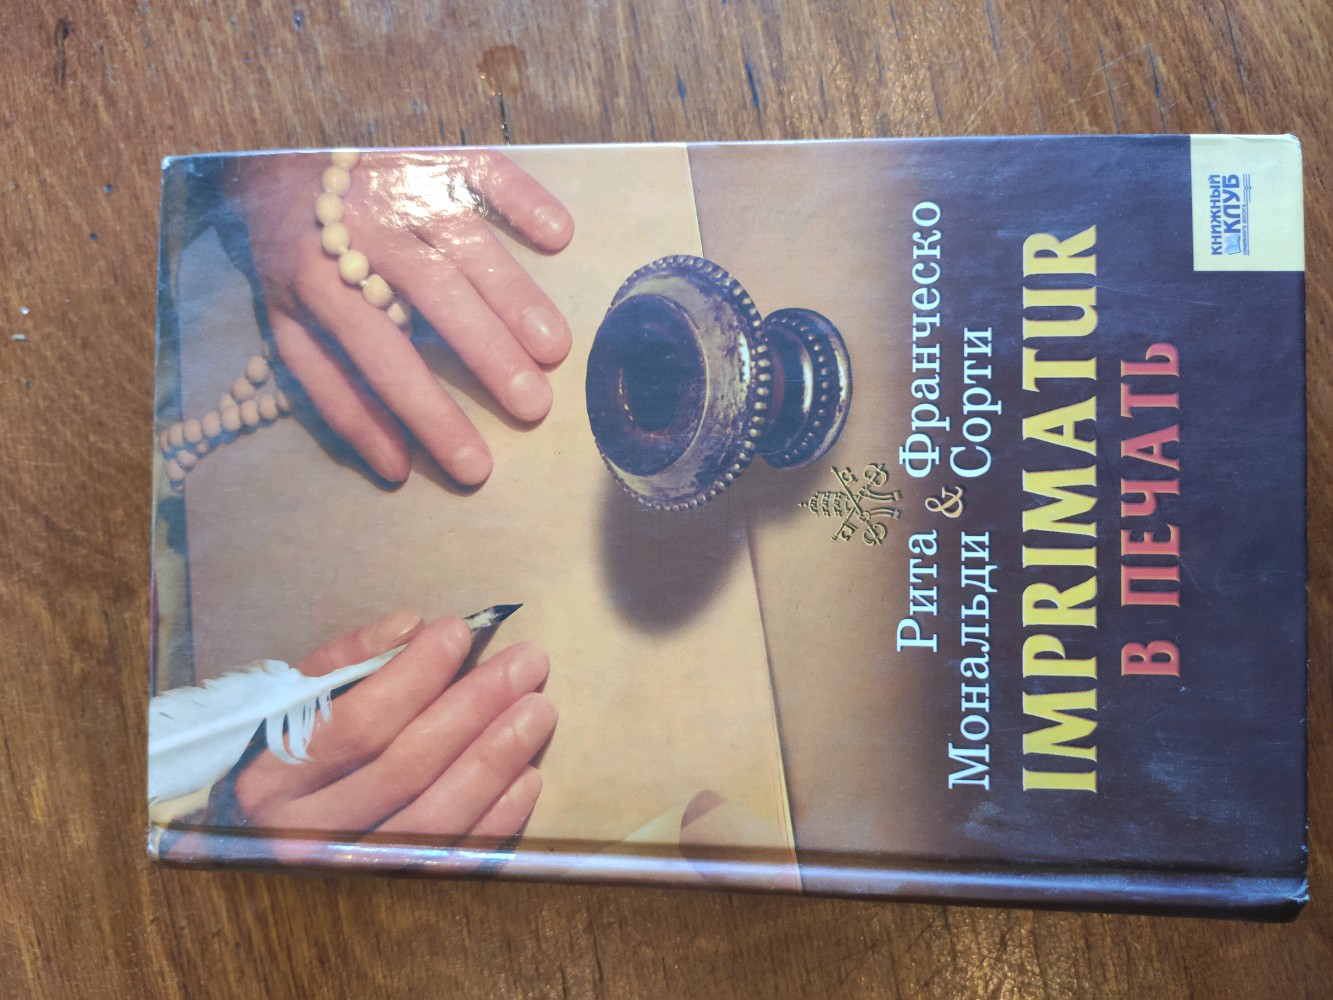 Рита & Франческо
Мональди Сорти
IMPRIMATUR
В ПЕЧАТЬ
КНИЖНЫЙ
КЛУБ